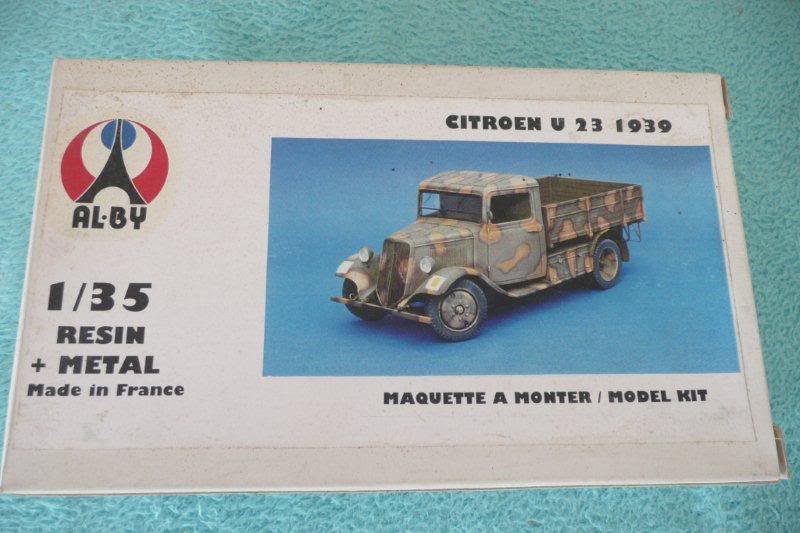 CITROEN U 23 1939
AL·BY
1/35
RESIN
+ METAL
Made in France
MAQUETTE A MONTER / MODEL KIT